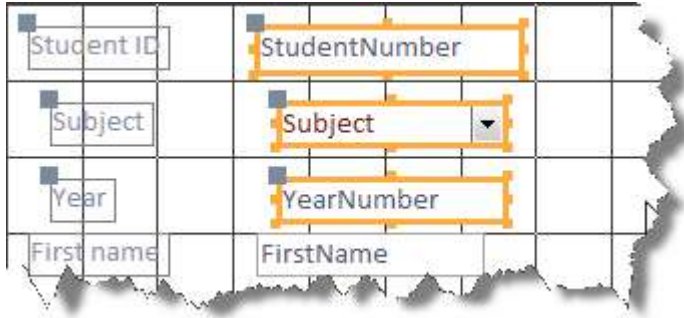 Student ID StudentNumber
Subject Subject
Year YearNumber
First name FirstName